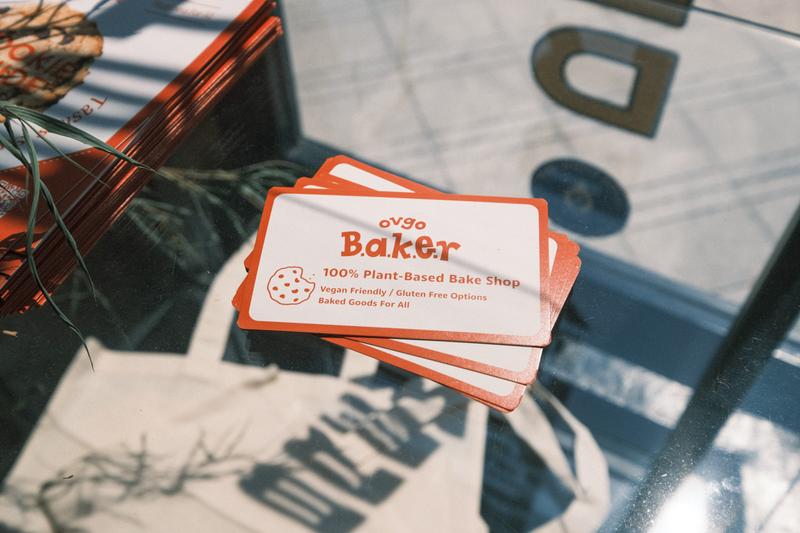 ovgo
B.a.k.e.r
100% Plant-Based Bake Shop
Vegan Friendly / Gluten Free Options
Baked Goods For All